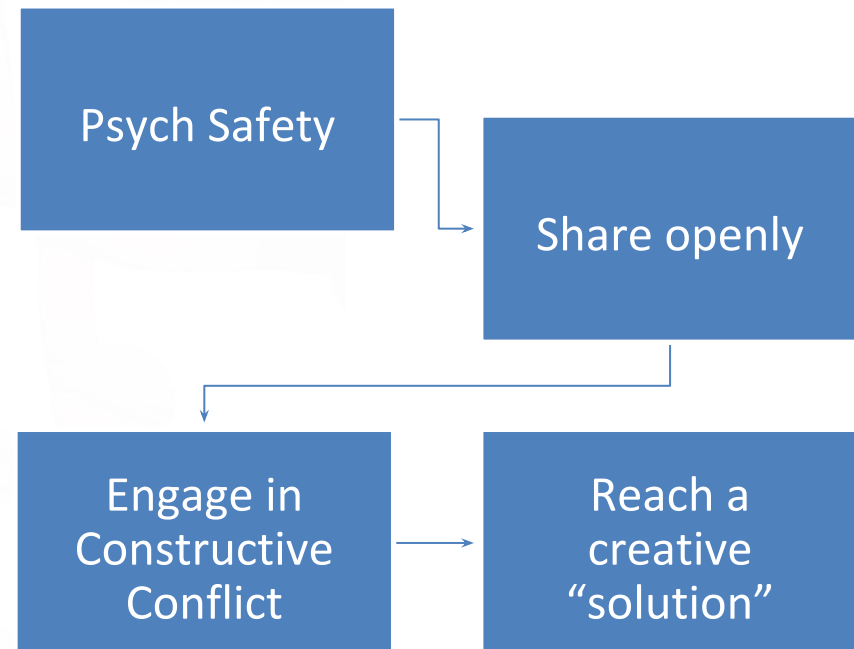 Psych Safety
Share openly
Engage in
Constructive
Conflict
Reach a
creative
“solution”